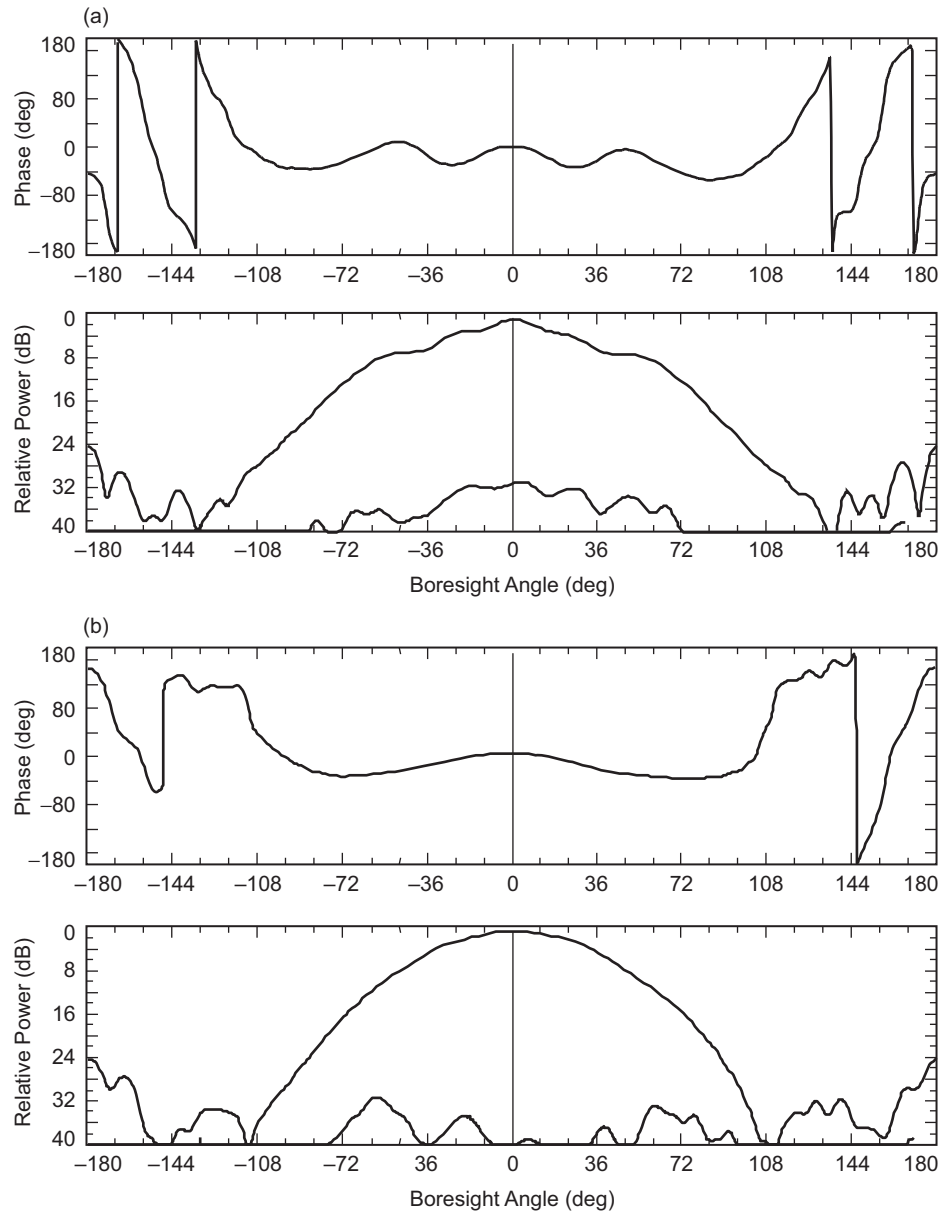 (a)
Phase (deg)
180
80
0
–80
–180
–180 –144 –108 –72 –36 0 36 72 108 144 180
Relative Power (dB)
0
8
16
24
32
40
–180 –144 –108 –72 –36 0 36 72 108 144 180
Boresight Angle (deg)
(b)
Phase (deg)
180
80
0
–80
–180
–180 –144 –108 –72 –36 0 36 72 108 144 180
Relative Power (dB)
0
8
16
24
32
40
–180 –144 –108 –72 –36 0 36 72 108 144 180
Boresight Angle (deg)